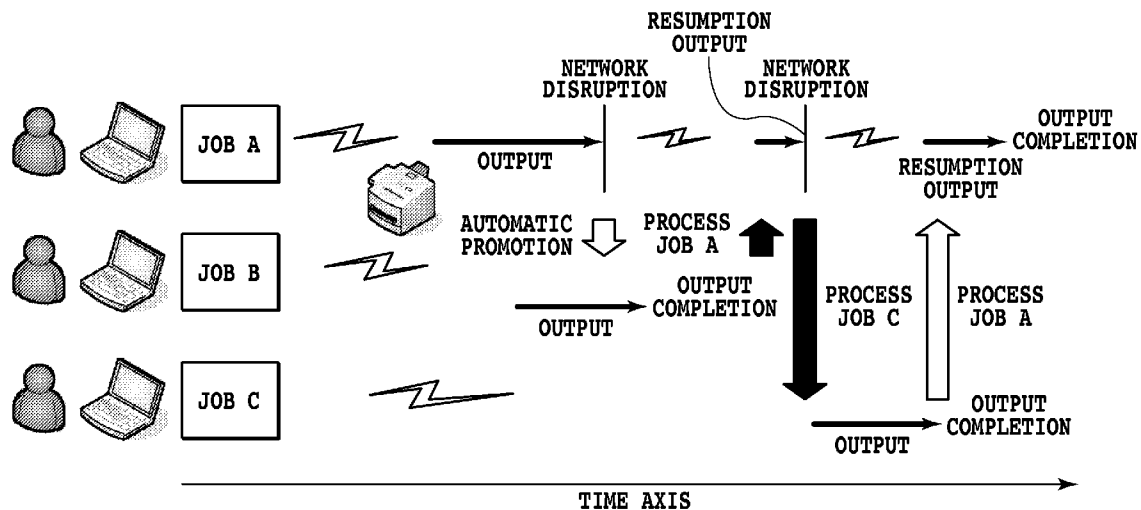 RESUMPTION
OUTPUT
NETWORK
DISRUPTION
NETWORK
DISRUPTION
JOB A
OUTPUT
OUTPUT
COMPLETION
RESUMPTION
OUTPUT
AUTOMATIC
PROMOTION
PROCESS
JOB A
JOB B
OUTPUT
OUTPUT
COMPLETION
PROCESS
JOB C
PROCESS
JOB A
JOB C
OUTPUT
OUTPUT
COMPLETION
TIME AXIS